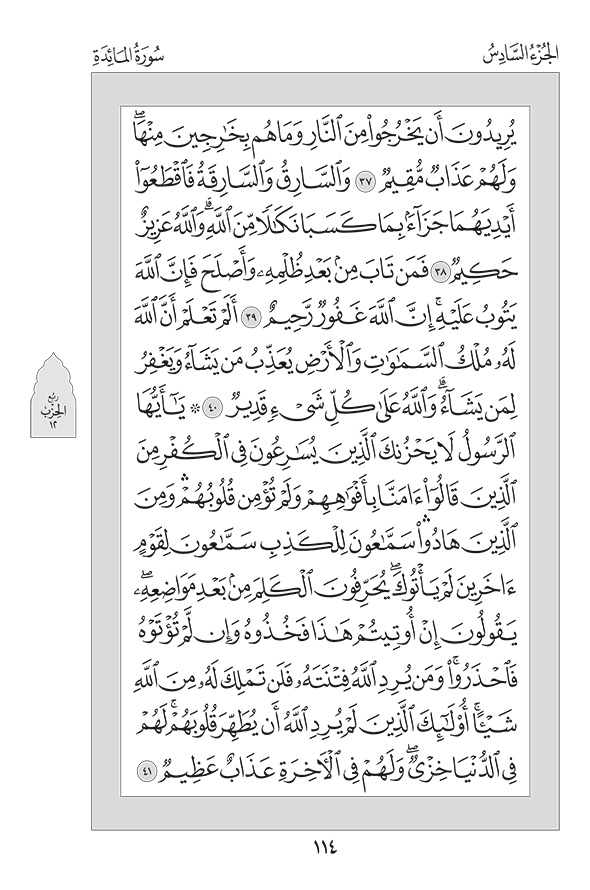 الجُزْءُ السَّادِسُ
سُورَةُ المَائِدَةِ
يُرِيدُونَ أَن يَخۡرُجُواْ مِنَ ٱلنَّارِ وَمَا هُم بِخَٰرِجِينَ مِنۡهَاۖ
وَلَهُمۡ عَذَابٞ مُّقِيمٞ ٣٧ وَٱلسَّارِقُ وَٱلسَّارِقَةُ فَٱقۡطَعُوٓاْ
أَيۡدِيَهُمَا جَزَآءَۢ بِمَا كَسَبَا نَكَٰلٗا مِّنَ ٱللَّهِۗ وَٱللَّهُ عَزِيزٌ
حَكِيمٞ ٣٨ فَمَن تَابَ مِنۢ بَعۡدِ ظُلۡمِهِۦ وَأَصۡلَحَ فَإِنَّ ٱللَّهَ
يَتُوبُ عَلَيۡهِۚ إِنَّ ٱللَّهَ غَفُورٞ رَّحِيمٌ ٣٩ أَلَمۡ تَعۡلَمۡ أَنَّ ٱللَّهَ
لَهُۥ مُلۡكُ ٱلسَّمَٰوَٰتِ وَٱلۡأَرۡضِ يُعَذِّبُ مَن يَشَآءُ وَيَغۡفِرُ
لِمَن يَشَآءُۗ وَٱللَّهُ عَلَىٰ كُلِّ شَيۡءٖ قَدِيرٞ ٤٠ ۞ يَٰٓأَيُّهَا
ٱلرَّسُولُ لَا يَحۡزُنكَ ٱلَّذِينَ يُسَٰرِعُونَ فِي ٱلۡكُفۡرِ مِنَ
ٱلَّذِينَ قَالُوٓاْ ءَامَنَّا بِأَفۡوَٰهِهِمۡ وَلَمۡ تُؤۡمِن قُلُوبُهُمۡۛ وَمِنَ
ٱلَّذِينَ هَادُواْۛ سَمَّٰعُونَ لِلۡكَذِبِ سَمَّٰعُونَ لِقَوۡمٍ
ءَاخَرِينَ لَمۡ يَأۡتُوكَۖ يُحَرِّفُونَ ٱلۡكَلِمَ مِنۢ بَعۡدِ مَوَاضِعِهِۦۖ
يَقُولُونَ إِنۡ أُوتِيتُمۡ هَٰذَا فَخُذُوهُ وَإِن لَّمۡ تُؤۡتَوۡهُ
فَٱحۡذَرُواْۚ وَمَن يُرِدِ ٱللَّهُ فِتۡنَتَهُۥ فَلَن تَمۡلِكَ لَهُۥ مِنَ ٱللَّهِ
شَيۡـًٔاۚ أُوْلَٰٓئِكَ ٱلَّذِينَ لَمۡ يُرِدِ ٱللَّهُ أَن يُطَهِّرَ قُلُوبَهُمۡۚ لَهُمۡ
فِي ٱلدُّنۡيَا خِزۡيٞۖ وَلَهُمۡ فِي ٱلۡأٓخِرَةِ عَذَابٌ عَظِيمٞ ٤١
ربع
الحزب
١٢
١١٤